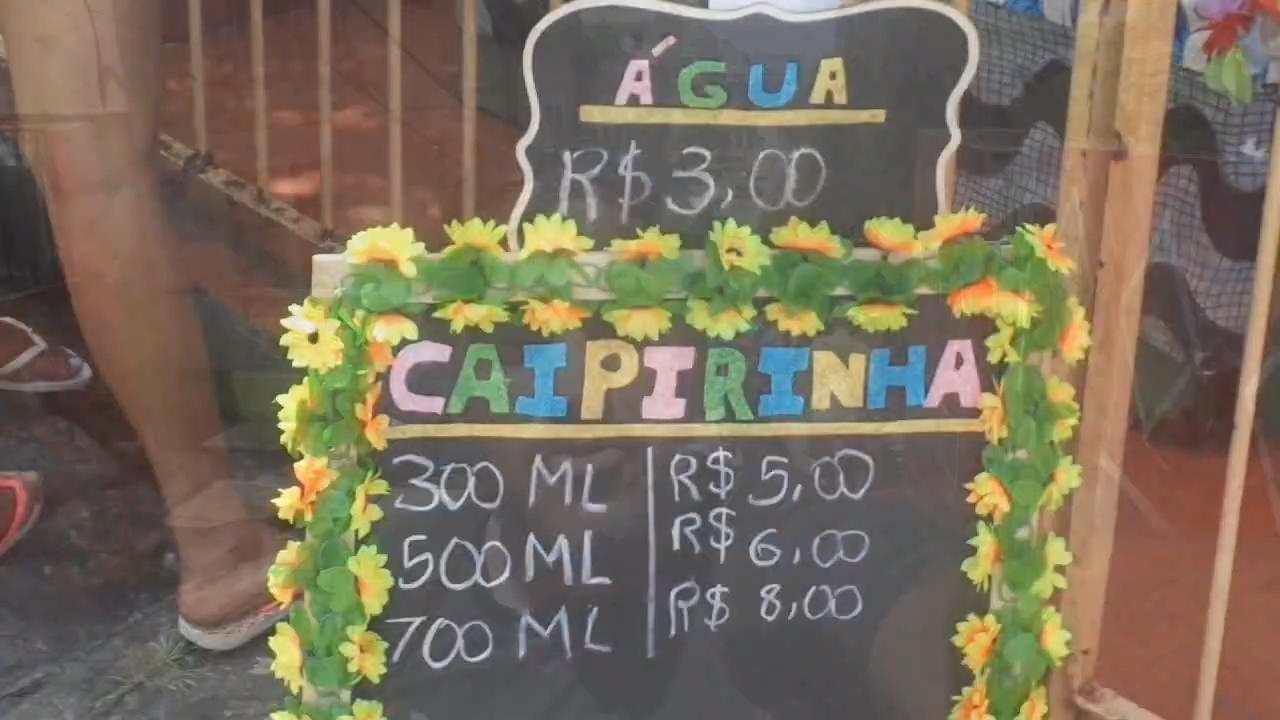 ÁGUA
R$ 3,00
CAIPIRINHA
300 ML R$ 5,00
500 ML R$ 6,00
700 ML R$ 8,00